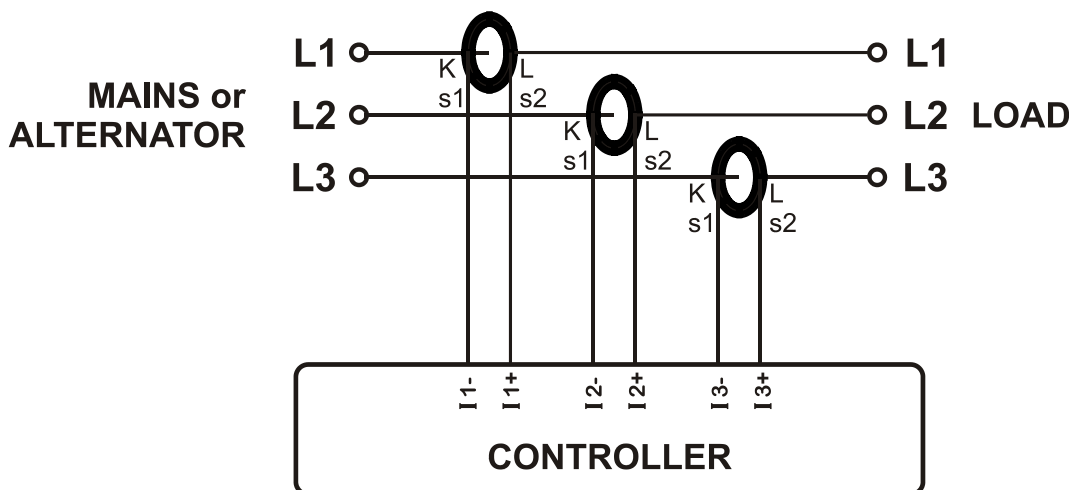 L1 L1
K L
MAINS or
ALTERNATOR
s1 s2
L2 L2 LOAD
K L
s1 s2
L3 L3
K L
s1 s2
I1- I1+ I2- I2+ I3- I3+
CONTROLLER